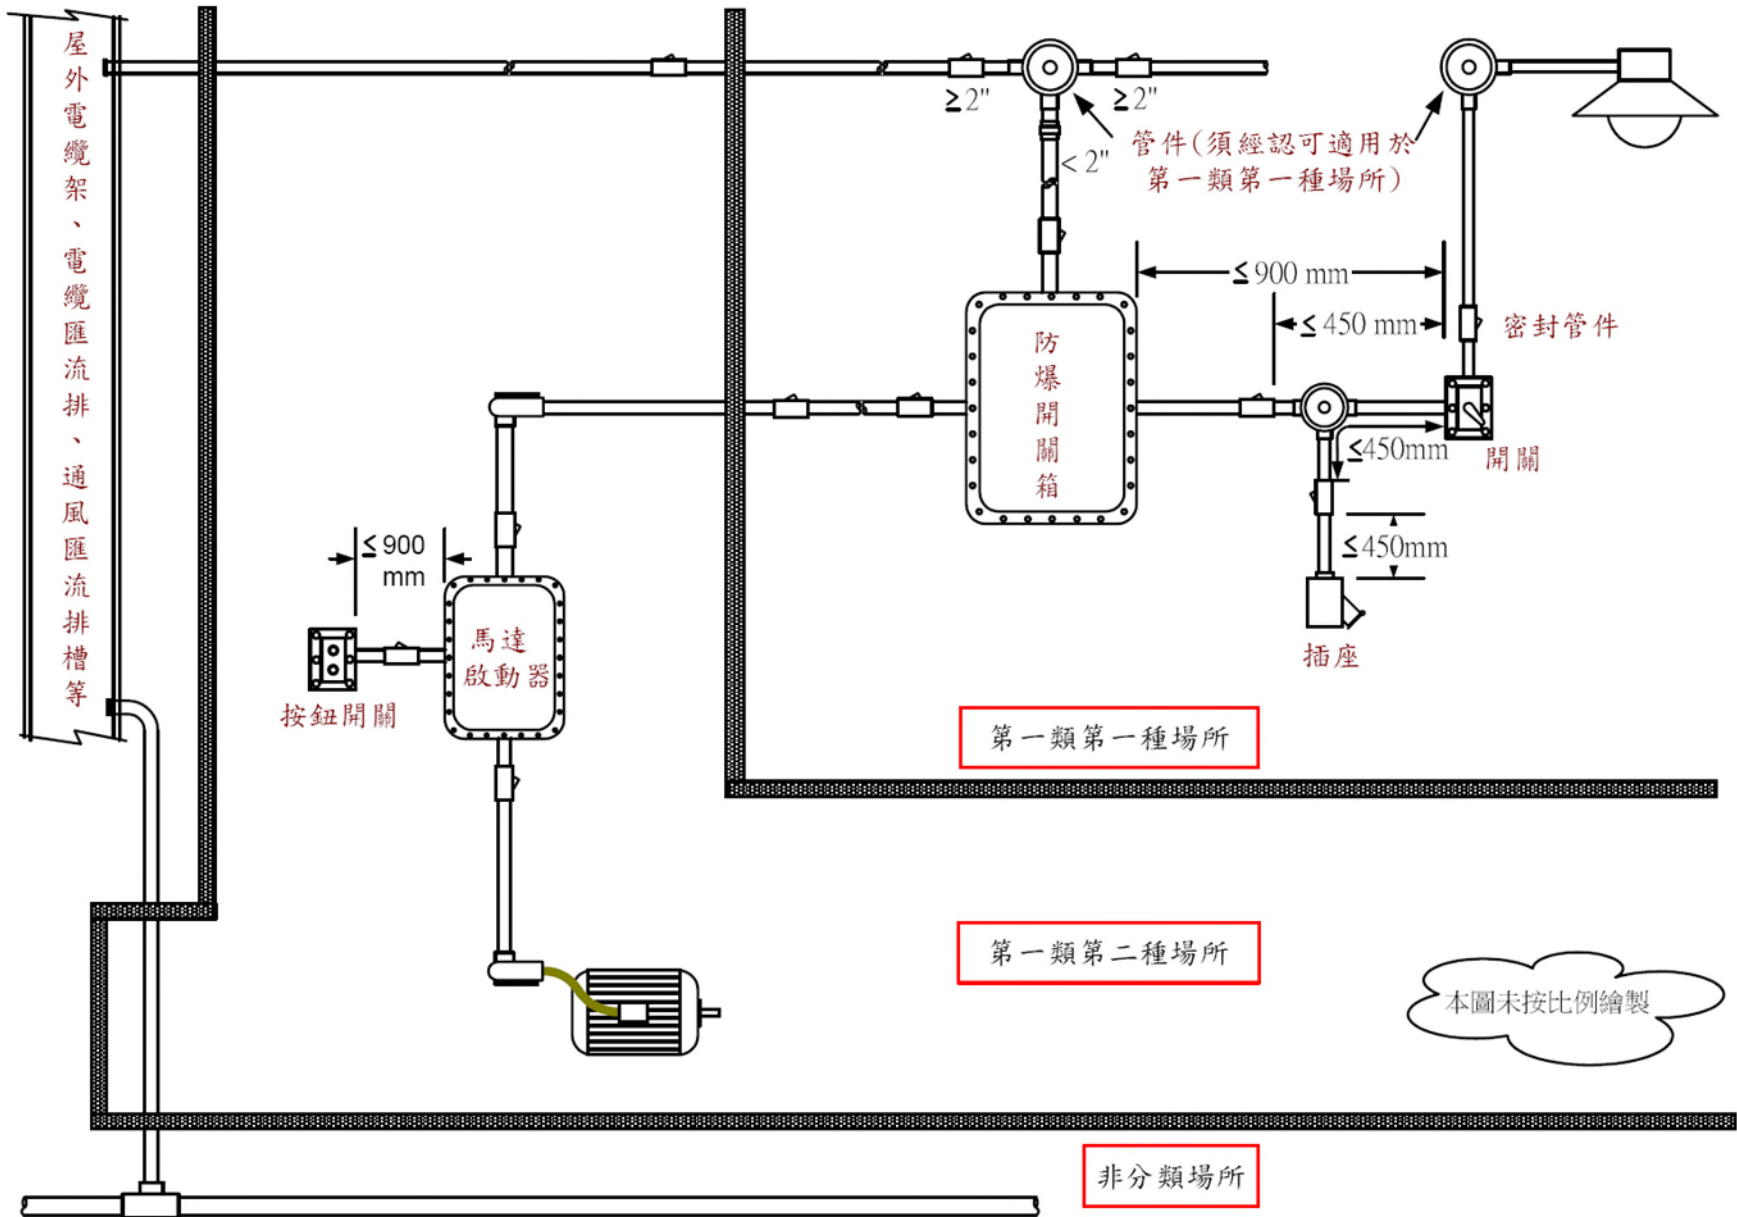 屋外電纜架、電纜匯流排、通風匯流排槽等
≥2"
≥2"
< 2"
管件(須經認可適用於
第一類第一種場所)
≤900 mm
≤450 mm
密封管件
防爆開關箱
≤450mm
開關
≤450mm
插座
≤900
mm
馬達
啟動器
按鈕開關
第一類第一種場所
第一類第二種場所
本圖未按比例繪製
非分類場所